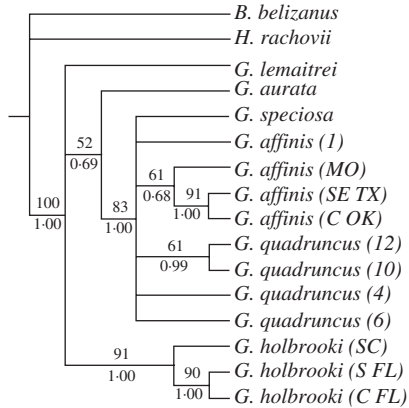 B. belizanus
H. rachovii
G. lemaitrei
G. aurata
52
0·69
G. speciosa
G. affinis (1)
61
0·68
G. affinis (MO)
91
1·00
G. affinis (SE TX)
G. affinis (C OK)
100
1·00
83
1·00
61
0·99
G. quadruncus (12)
G. quadruncus (10)
G. quadruncus (4)
G. quadruncus (6)
91
1·00
G. holbrooki (SC)
90
1·00
G. holbrooki (S FL)
G. holbrooki (C FL)